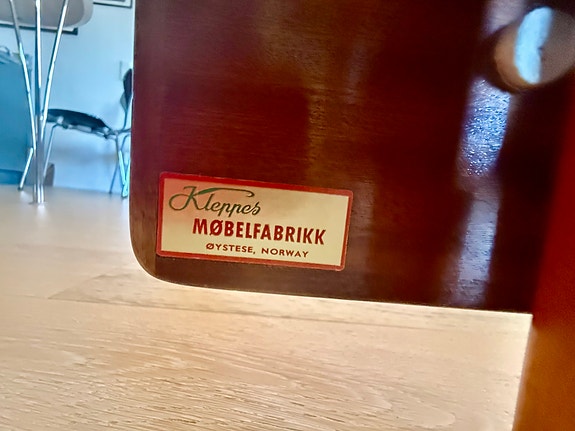 Kleppes
MØBELFABRIKK
ØYSTESE, NORWAY